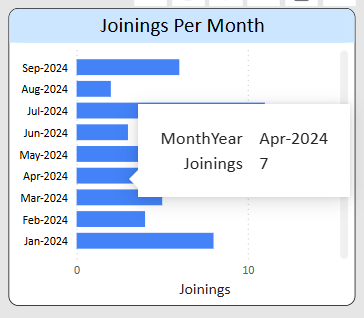 Joinings Per Month
Sep-2024
Aug-2024
Jul-2024
Jun-2024
May-2024
Apr-2024
Mar-2024
Feb-2024
Jan-2024
MonthYear Apr-2024
Joinings 7
0 10
Joinings